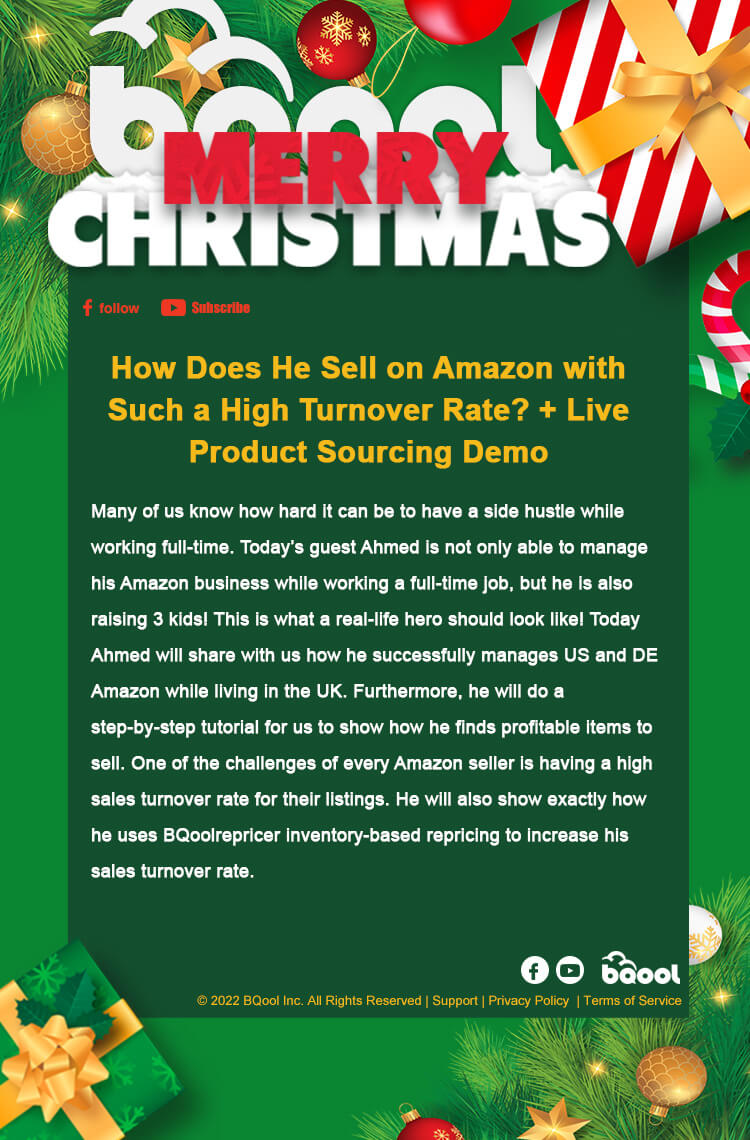 bqool
MERRY
CHRISTMAS
follow Subscribe
How Does He Sell on Amazon with
Such a High Turnover Rate? + Live
Product Sourcing Demo
Many of us know how hard it can be to have a side hustle while
working full-time. Today's guest Ahmed is not only able to manage
his Amazon business while working a full-time job, but he is also
raising 3 kids! This is what a real-life hero should look like! Today
Ahmed will share with us how he successfully manages US and DE
Amazon while living in the UK. Furthermore, he will do a
step-by-step tutorial for us to show how he finds profitable items to
sell. One of the challenges of every Amazon seller is having a high
sales turnover rate for their listings. He will also show exactly how
he uses BQoolrepricer inventory-based repricing to increase his
sales turnover rate.
bqool
© 2022 BQool Inc. All Rights Reserved | Support | Privacy Policy | Terms of Service